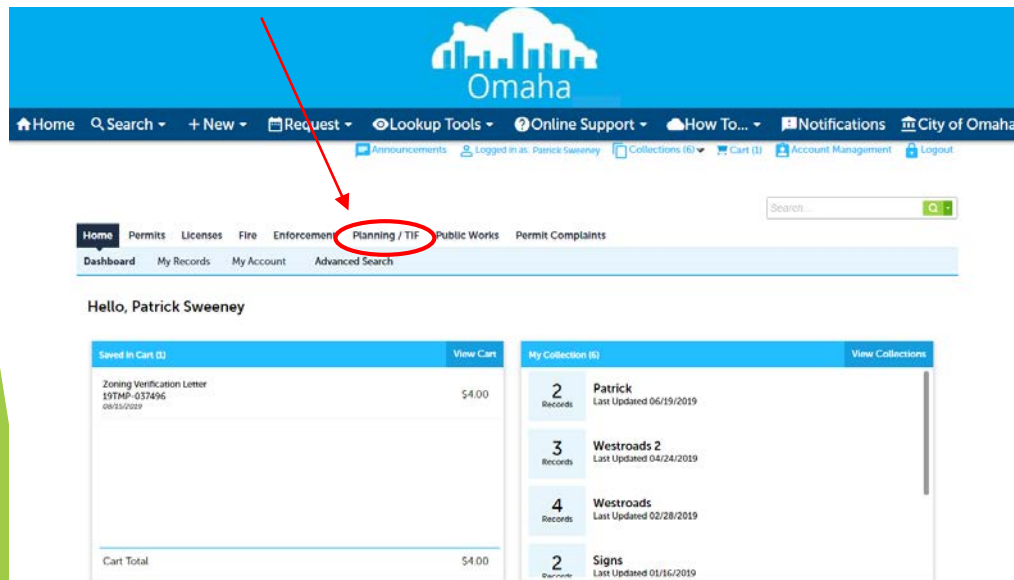 Omaha
Home Search + New Request Lookup Tools Online Support How To... Notifications City of Omaha
Announcements Logged in as: Patrick Sweeney Collections (6) Cart (1) Account Management Logout
Search...
Home Permits Licenses Fire Enforcement Planning / TIF Public Works Permit Complaints
Dashboard My Records My Account Advanced Search
Hello, Patrick Sweeney
Saved in Cart (1) View Cart My Collection (6) View Collections
Zoning Verification Letter
19TMP-037496
08/15/2019
$4.00
2 Patrick
Records Last Updated 06/19/2019
3 Westroads 2
Records Last Updated 04/24/2019
4 Westroads
Records Last Updated 02/28/2019
Cart Total $4.00
2 Signs
Records Last Updated 01/16/2019